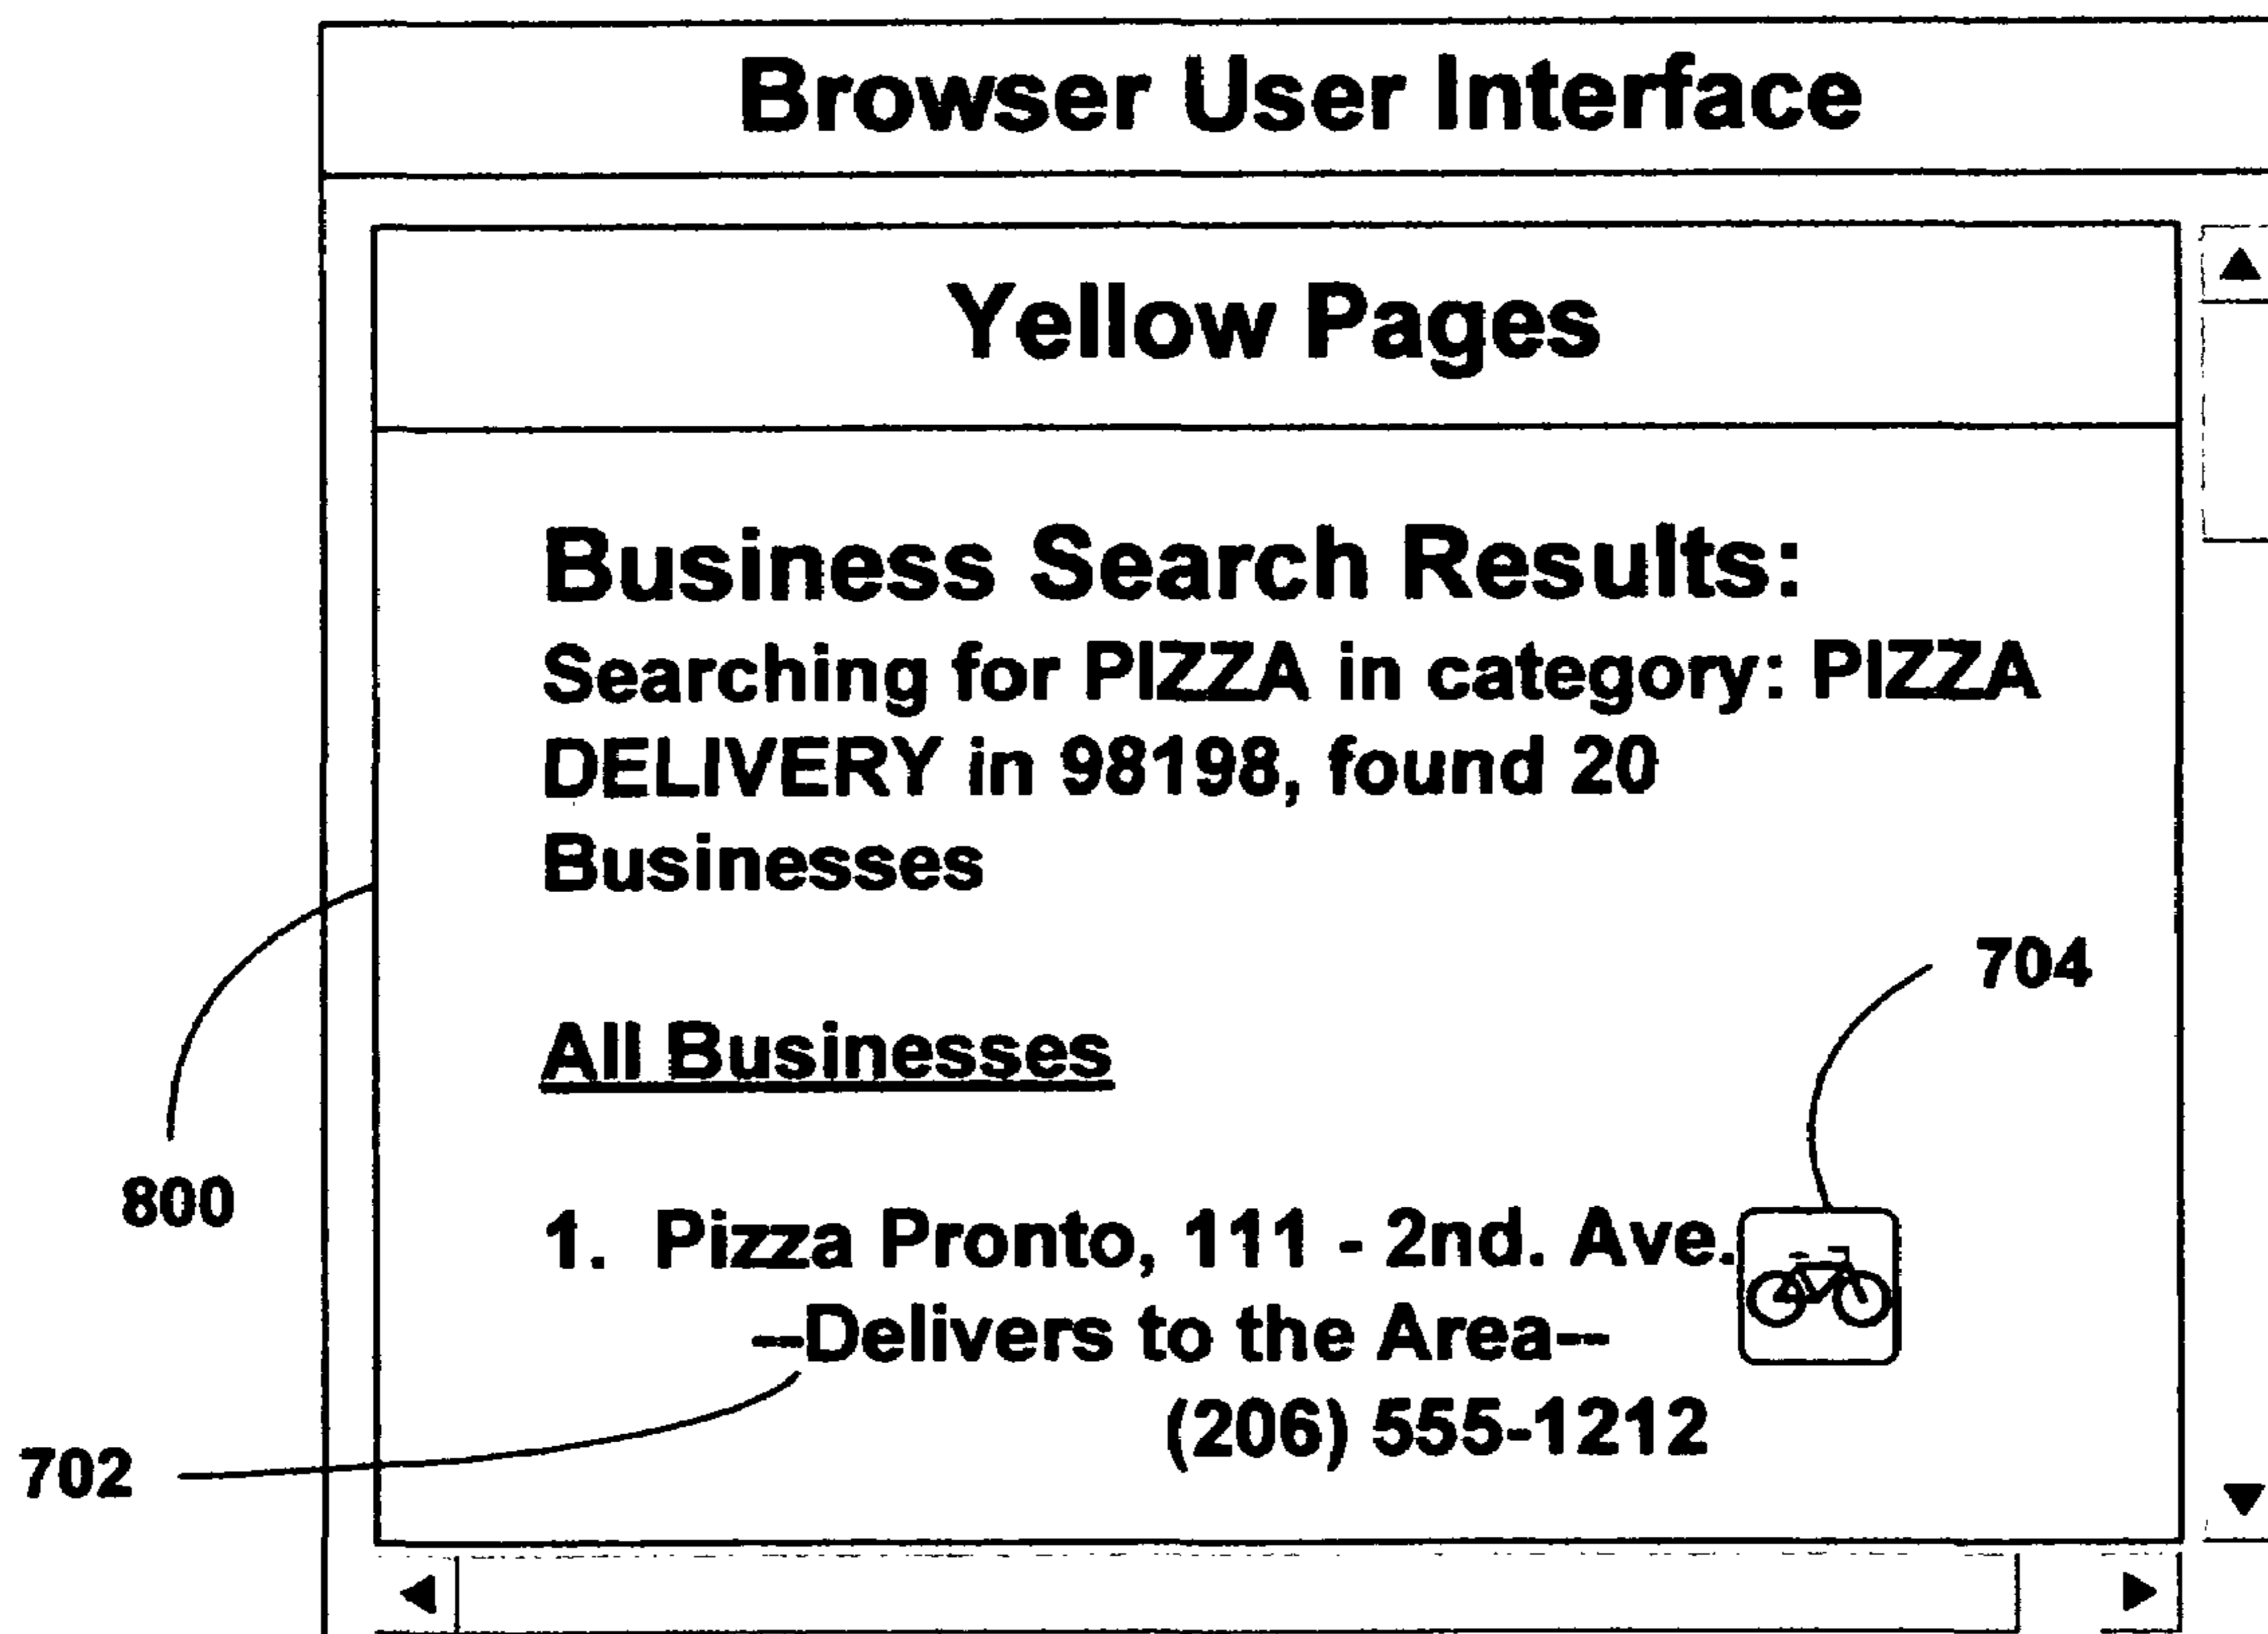 Browser User Interface
Yellow Pages
Business Search Results:
Searching for PIZZA in category: PIZZA
DELIVERY in 98198, found 20
Businesses
704
All Businesses
800
1. Pizza Pronto, 111 - 2nd. Ave.
--Delivers to the Area--
(206) 555-1212
702